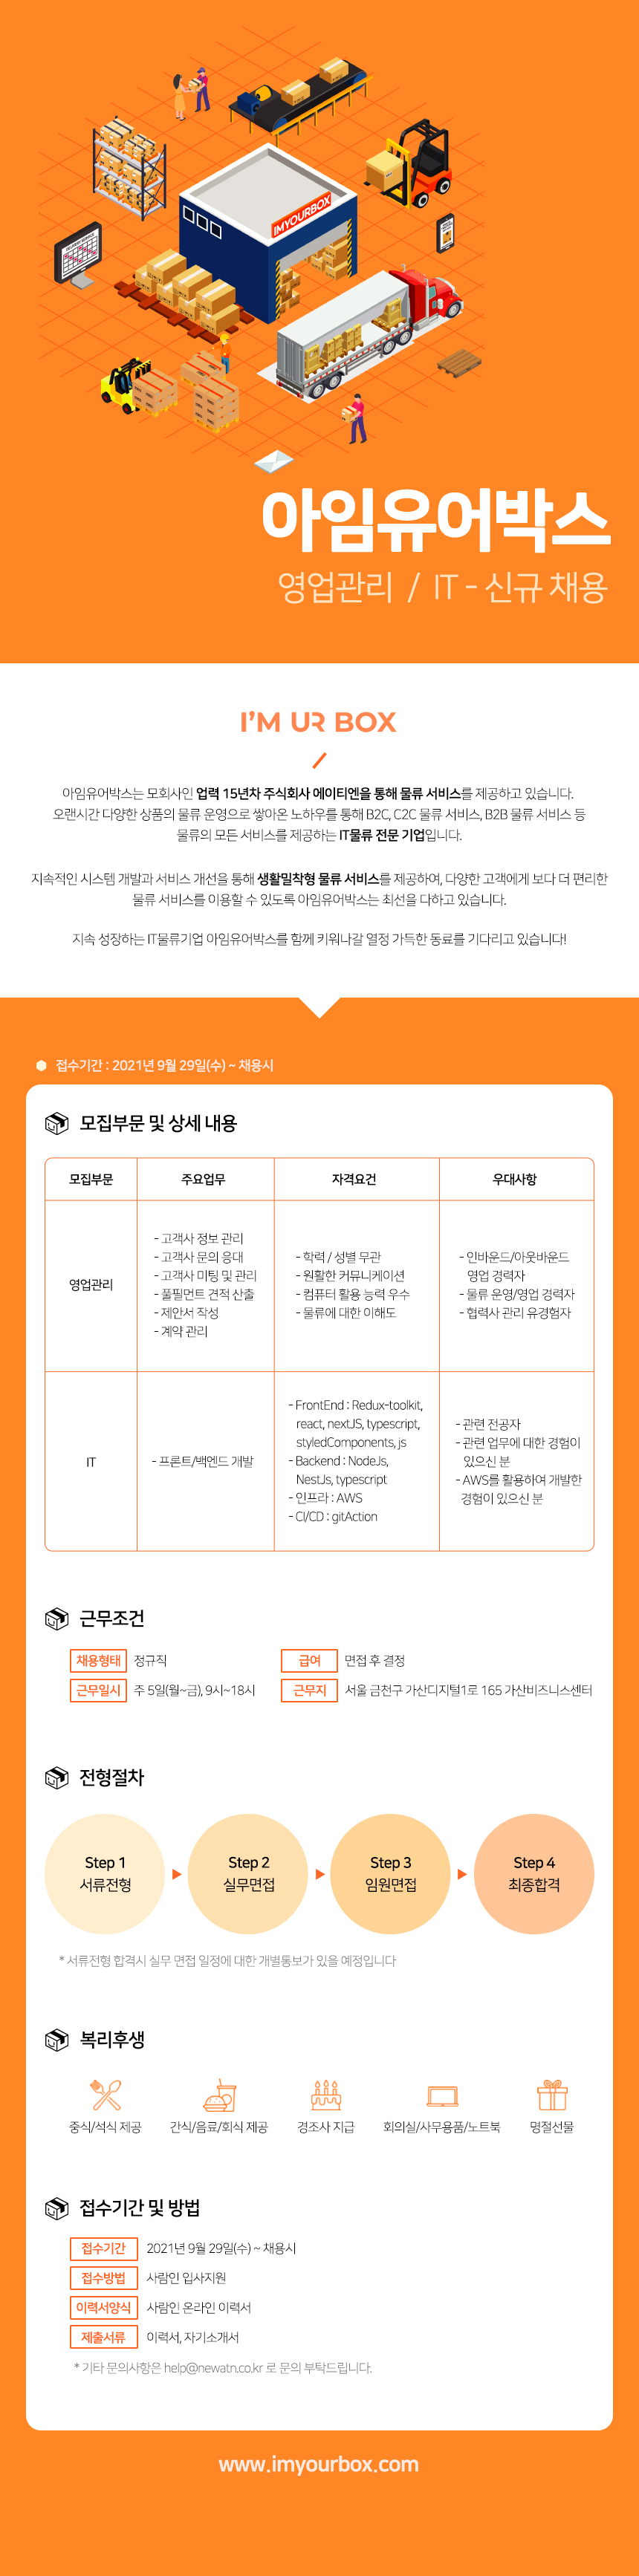 IMYOURBOX
아임유어박스
영업관리 / IT - 신규 채용
I'M UR BOX
아임유어박스는 모회사인 업력 15년차 주식회사 에이티엔을 통해 물류 서비스를 제공하고 있습니다.
오랜시간 다양한 상품의 물류 운영으로 쌓아온 노하우를 통해 B2C, C2C 물류 서비스, B2B 물류 서비스 등
물류의 모든 서비스를 제공하는 IT물류 전문 기업입니다.
지속적인 시스템 개발과 서비스 개선을 통해 생활밀착형 물류 서비스를 제공하여, 다양한 고객에게 보다 더 편리한
물류 서비스를 이용할 수 있도록 아임유어박스는 최선을 다하고 있습니다.
지속 성장하는 IT물류기업 아임유어박스를 함께 키워나갈 열정 가득한 동료를 기다리고 있습니다!
접수기간 : 2021년 9월 29일(수) ~ 채용시
모집부문 및 상세 내용
모집부문 주요업무 자격요건 우대사항
영업관리
- 고객사 정보 관리
- 고객사 문의 응대
- 고객사 미팅 및 관리
- 풀필먼트 견적 산출
- 제안서 작성
- 계약 관리
- 학력 / 성별 무관
- 원활한 커뮤니케이션
- 컴퓨터 활용 능력 우수
- 물류에 대한 이해도
- 인바운드/아웃바운드
영업 경력자
- 물류 운영/영업 경력자
- 협력사 관리 유경험자
IT
- 프론트/백엔드 개발
- FrontEnd : Redux-toolkit,
react, nextJS, typescript,
styledComponents, js
- Backend : NodeJs,
NestJs, typescript
- 인프라 : AWS
- CI/CD : gitAction
- 관련 전공자
- 관련 업무에 대한 경험이
있으신 분
- AWS를 활용하여 개발한
경험이 있으신 분
근무조건
채용형태 정규직 급여 면접 후 결정
근무일시 주 5일(월~금), 9시~18시 근무지 서울 금천구 가산디지털1로 165 가산비즈니스센터
전형절차
Step 1 Step 2 Step 3 Step 4
서류전형 실무면접 임원면접 최종합격
* 서류전형 합격시 실무 면접 일정에 대한 개별통보가 있을 예정입니다
복리후생
중식/석식 제공 간식/음료/회식 제공 경조사 지급 회의실/사무용품/노트북 명절선물
접수기간 및 방법
접수기간 2021년 9월 29일(수) ~ 채용시
접수방법 사람인 입사지원
이력서양식 사람인 온라인 이력서
제출서류 이력서, 자기소개서
* 기타 문의사항은 help@newatn.co.kr 로 문의 부탁드립니다.
www.imyourbox.com